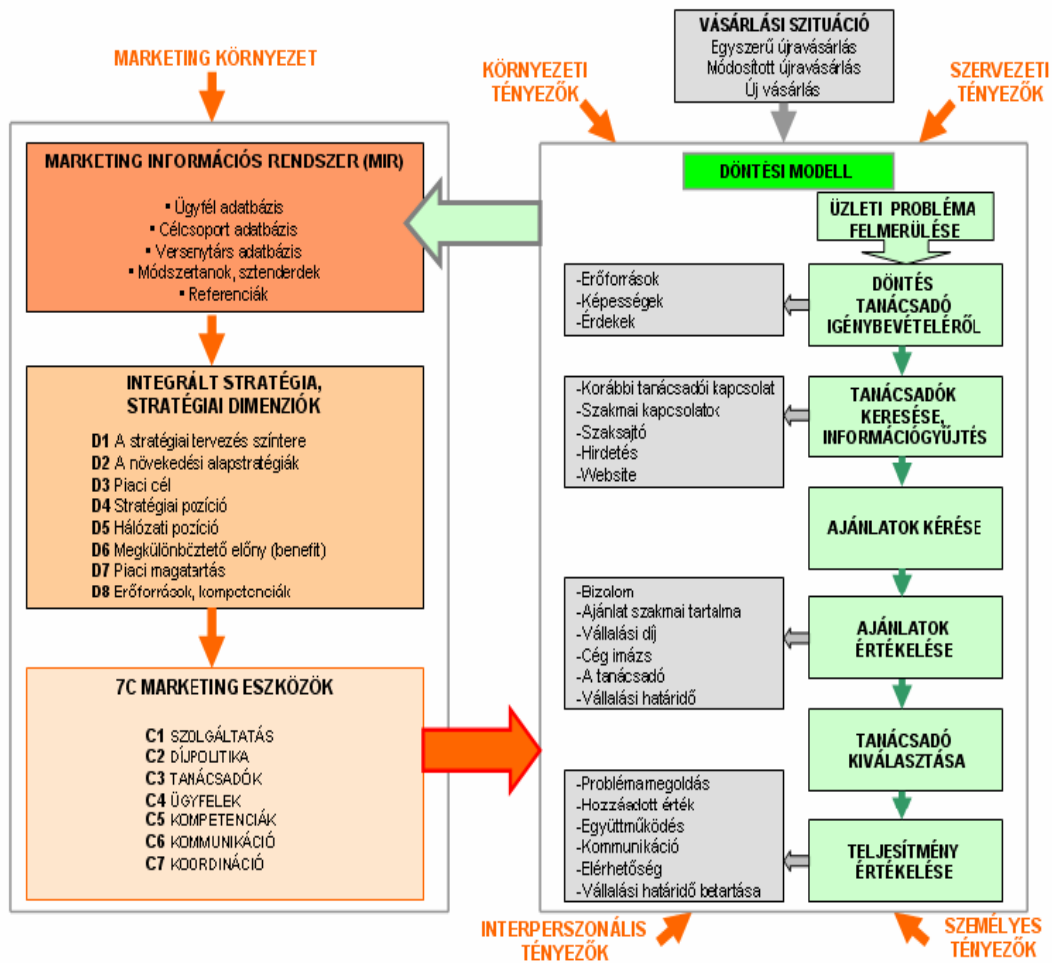 MARKETING KÖRNYEZET
MARKETING INFORMÁCIÓS RENDSZER (MIR)
▪ Ügyfél adatbázis
▪ Célcsoport adatbázis
▪ Versenytárs adatbázis
▪ Módszertanok, sztenderdek
▪ Referenciák
INTEGRÁLT STRATÉGIA,
STRATÉGIAI DIMENZIÓK
D1 A stratégiai tervezés színtere
D2 A növekedési alapstratégiák
D3 Piaci cél
D4 Stratégiai pozíció
D5 Hálózati pozíció
D6 Megkülönböztető előny (benefit)
D7 Piaci magatartás
D8 Erőforrások, kompetenciák
7C MARKETING ESZKÖZÖK
C1 SZOLGÁLTATÁS
C2 DÍJPOLITIKA
C3 TANÁCSADÓK
C4 ÜGYFELEK
C5 KOMPETENCIÁK
C6 KOMMUNIKÁCIÓ
C7 KOORDINÁCIÓ
VÁSÁRLÁSI SZITUÁCIÓ
Egyszerű újravásárlás
Módosított újravásárlás
Új vásárlás
KÖRNYEZETI
TÉNYEZŐK
SZERVEZETI
TÉNYEZŐK
DÖNTÉSI MODELL
ÜZLETI PROBLÉMA
FELMERÜLÉSE
-Erőforrások
-Képességek
-Érdekek
DÖNTÉS
TANÁCSADÓ
IGÉNYBEVÉTELÉRŐL
-Korábbi tanácsadói kapcsolat
-Szakmai kapcsolatok
-Szaksajtó
-Hirdetés
-Website
TANÁCSADÓK
KERESÉSE,
INFORMÁCIÓGYŰJTÉS
AJÁNLATOK KÉRÉSE
-Bizalom
-Ajánlat szakmai tartalma
-Vállalási díj
-Cég imázs
-A tanácsadó
-Vállalási határidő
AJÁNLATOK
ÉRTÉKELÉSE
TANÁCSADÓ
KIVÁLASZTÁSA
-Problémamegoldás
-Hozzáadott érték
-Együttműködés
-Kommunikáció
-Elérhetőség
-Vállalási határidő betartása
TELJESÍTMÉNY
ÉRTÉKELÉSE
INTERPERSZONÁLIS
TÉNYEZŐK
SZEMÉLYES
TÉNYEZŐK